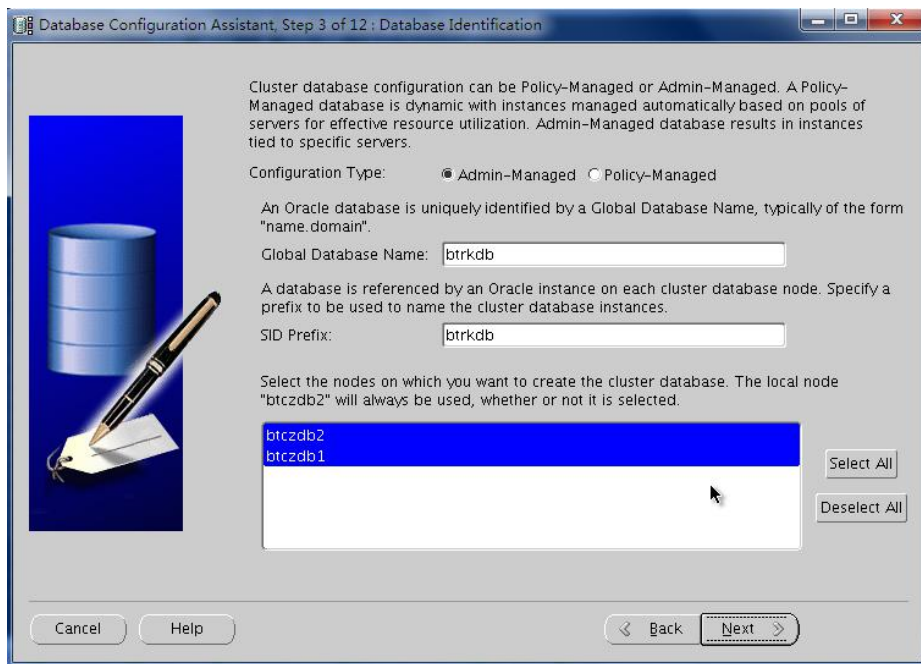 Database Configuration Assistant, Step 3 of 12 : Database Identification
Cluster database configuration can be Policy-Managed or Admin-Managed. A Policy-
Managed database is dynamic with instances managed automatically based on pools of
servers for effective resource utilization. Admin-Managed database results in instances
tied to specific servers.
Configuration Type: Admin-Managed Policy-Managed
An Oracle database is uniquely identified by a Global Database Name, typically of the form
"name.domain".
Global Database Name: btrkdb
A database is referenced by an Oracle instance on each cluster database node. Specify a
prefix to be used to name the cluster database instances.
SID Prefix: btrkdb
Select the nodes on which you want to create the cluster database. The local node
"btczdb2" will always be used, whether or not it is selected.
btczdb2
btczdb1
Select All
Deselect All
Cancel Help Back Next